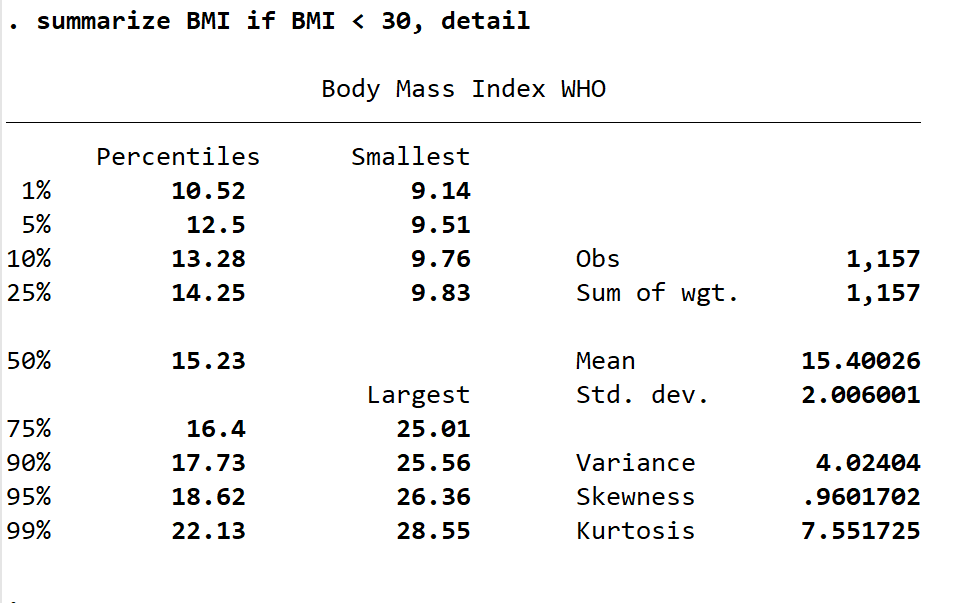 . summarize BMI if BMI < 30, detail
Body Mass Index WHO
Percentiles Smallest
1% 10.52 9.14
5% 12.5 9.51
10% 13.28 9.76 Obs 1,157
25% 14.25 9.83 Sum of wgt. 1,157
50% 15.23 Mean 15.40026
Largest Std. dev. 2.006001
75% 16.4 25.01
90% 17.73 25.56 Variance 4.02404
95% 18.62 26.36 Skewness .9601702
99% 22.13 28.55 Kurtosis 7.551725
.